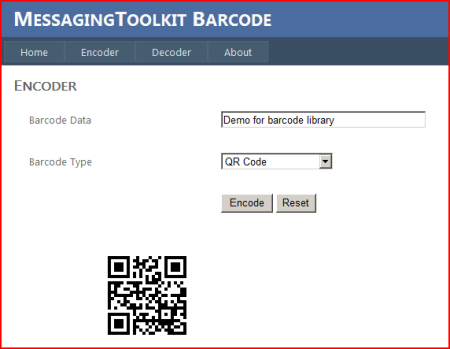 MESSAGINGTOOLKIT BARCODE
Home Encoder Decoder About
ENCODER
Barcode Data Demo for barcode library
Barcode Type QR Code
Encode Reset